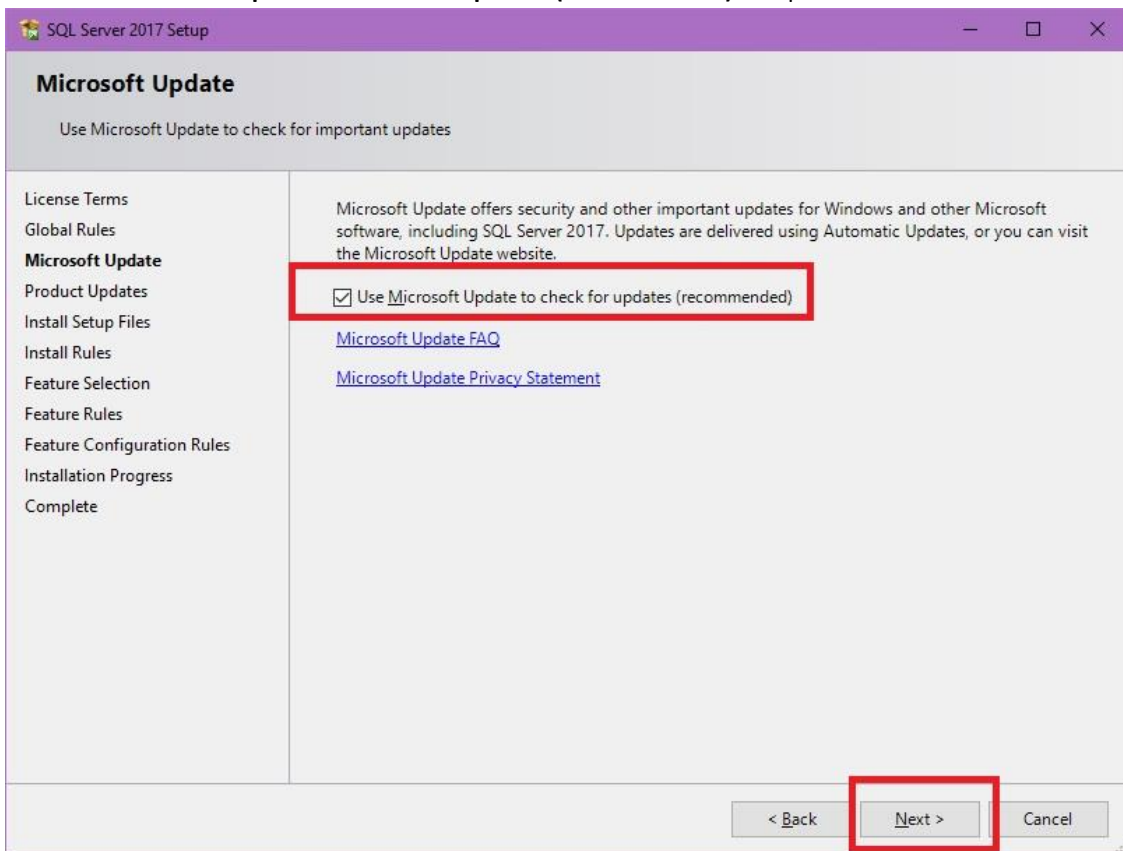 SQL Server 2017 Setup
Microsoft Update
Use Microsoft Update to check for important updates
License Terms
Global Rules
Microsoft Update
Product Updates
Install Setup Files
Install Rules
Feature Selection
Feature Rules
Feature Configuration Rules
Installation Progress
Complete
Microsoft Update offers security and other important updates for Windows and other Microsoft
software, including SQL Server 2017. Updates are delivered using Automatic Updates, or you can visit
the Microsoft Update website.
Use Microsoft Update to check for updates (recommended)
Microsoft Update FAQ
Microsoft Update Privacy Statement
< Back
Next >
Cancel